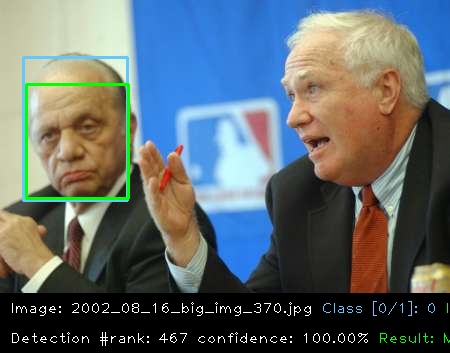 Image: 2002_08_16_big_img_370.jpg Class [0/1]: 0
Detection #rank: 467 confidence: 100.00% Result: